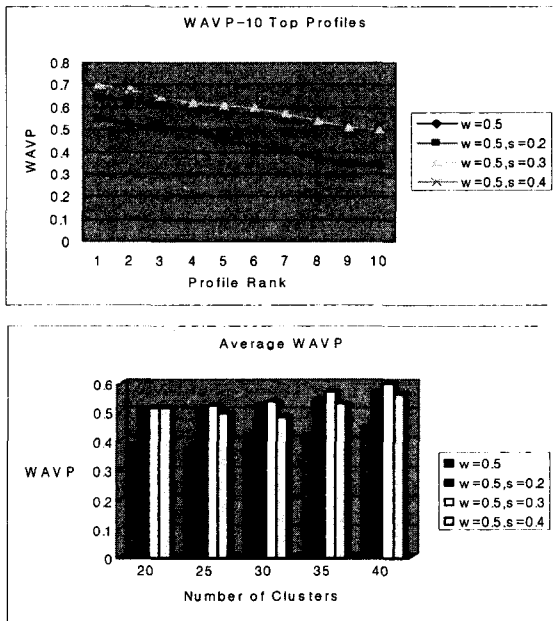 WAVP-10 Top Profiles
0.8
0.7
0.6
0.5
0.4
0.3
0.2
0.1
0
WAVP
1 2 3 4 5 6 7 8 9 10
Profile Rank
w=0.5
w=0.5,s=0.2
w=0.5,s=0.3
w=0.5,s=0.4
Average WAVP
0.6
0.5
0.4
0.3
0.2
0.1
0
WAVP
20 25 30 35 40
Number of Clusters
w=0.5
w=0.5,s=0.2
w=0.5,s=0.3
w=0.5,s=0.4